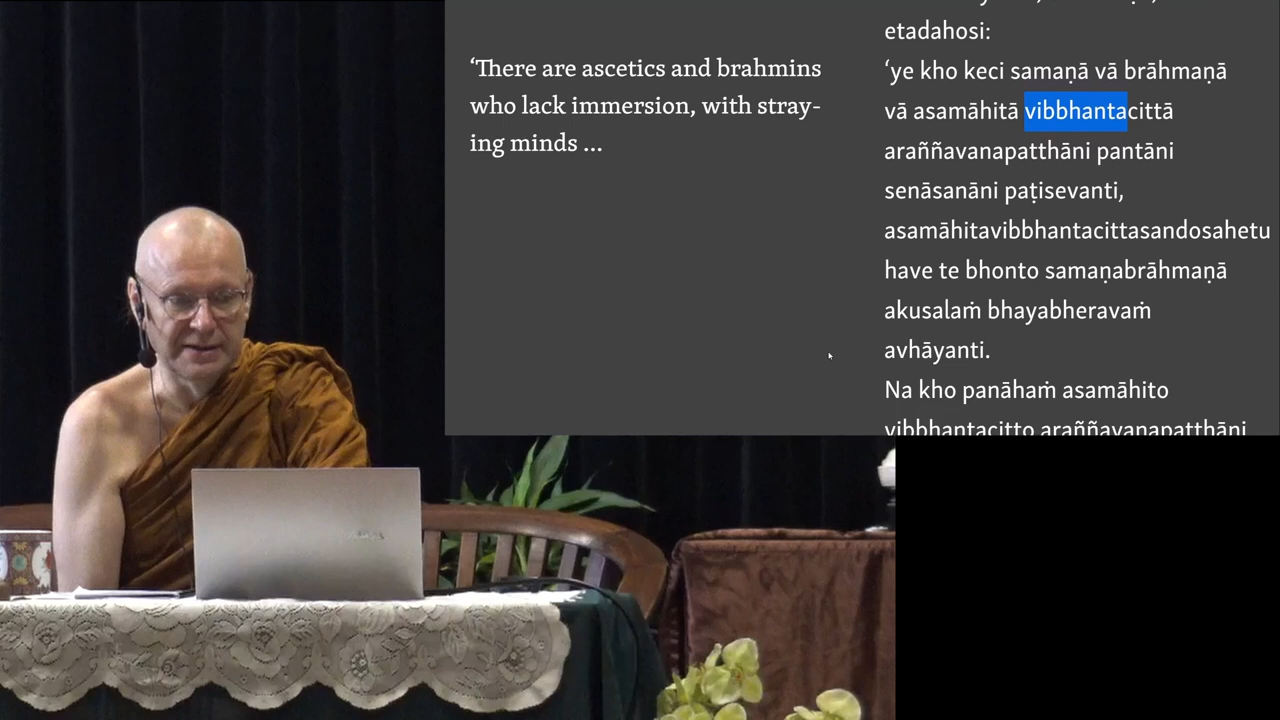 ‘There are ascetics and brahmins
who lack immersion, with stray-
ing minds …
etadahosi:
‘ye kho keci samaṇā vā brāhmaṇā
vā asamāhitā vibbhantacittā
araññavanapatthāni pantāni
senāsanāni paṭisevanti,
asamāhitavibbhantacittasandosahetu
have te bhonto samaṇabrāhmaṇā
akusalaṁ bhayabheravaṁ
avhāyanti.
Na kho panāhaṁ asamāhito
vibbhantacitto araññavanapatthāni